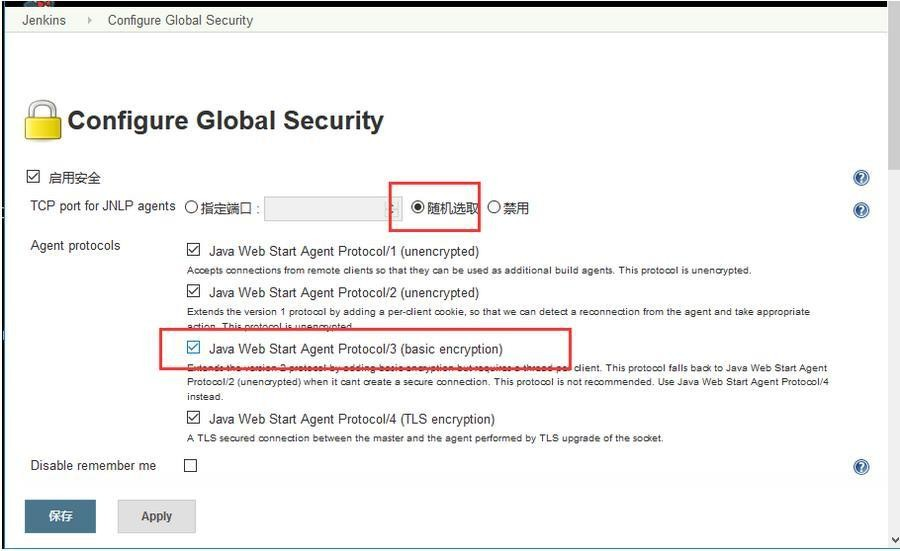 Jenkins Configure Global Security
Configure Global Security
启用安全
TCP port for JNLP agents 指定端口 : 随机选取 禁用
Agent protocols
Java Web Start Agent Protocol/1 (unencrypted)
Accepts connections from remote clients so that they can be used as additional build agents. This protocol is unencrypted.
Java Web Start Agent Protocol/2 (unencrypted)
Extends the version 1 protocol by adding a per-client cookie, so that we can detect a reconnection from the agent and take appropriate
action. This protocol is unencrypted.
Java Web Start Agent Protocol/3 (basic encryption)
Extends the version 2 protocol by adding basic encryption but requires a thread per client. This protocol falls back to Java Web Start Agent
Protocol/2 (unencrypted) when it cant create a secure connection. This protocol is not recommended. Use Java Web Start Agent Protocol/4
instead.
Java Web Start Agent Protocol/4 (TLS encryption)
A TLS secured connection between the master and the agent performed by TLS upgrade of the socket.
Disable remember me
保存 Apply